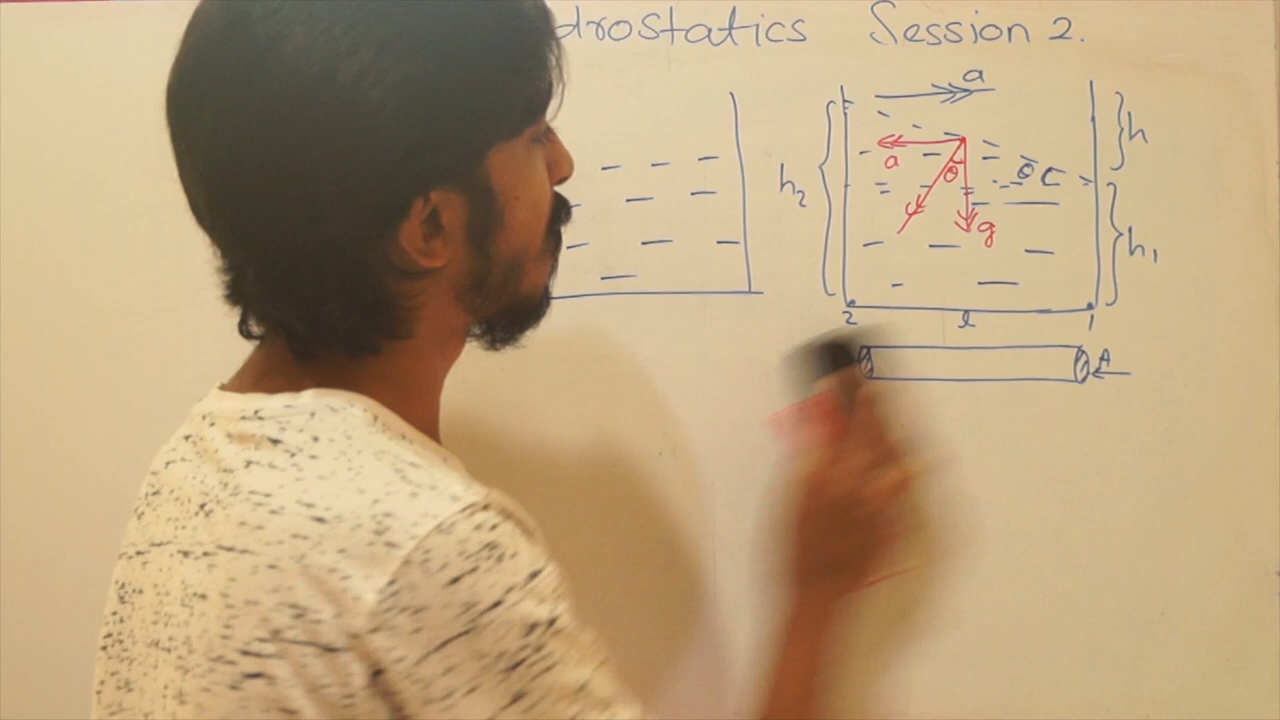 drostatics Session 2.
a
h
a
θ
θ
h₂
g
h₁
2
l
1
A